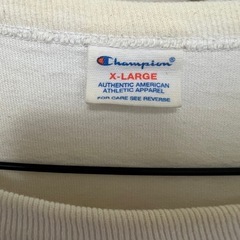 Champion
X-LARGE
AUTHENTIC AMERICAN
ATHLETIC APPAREL
FOR CARE SEE REVERSE